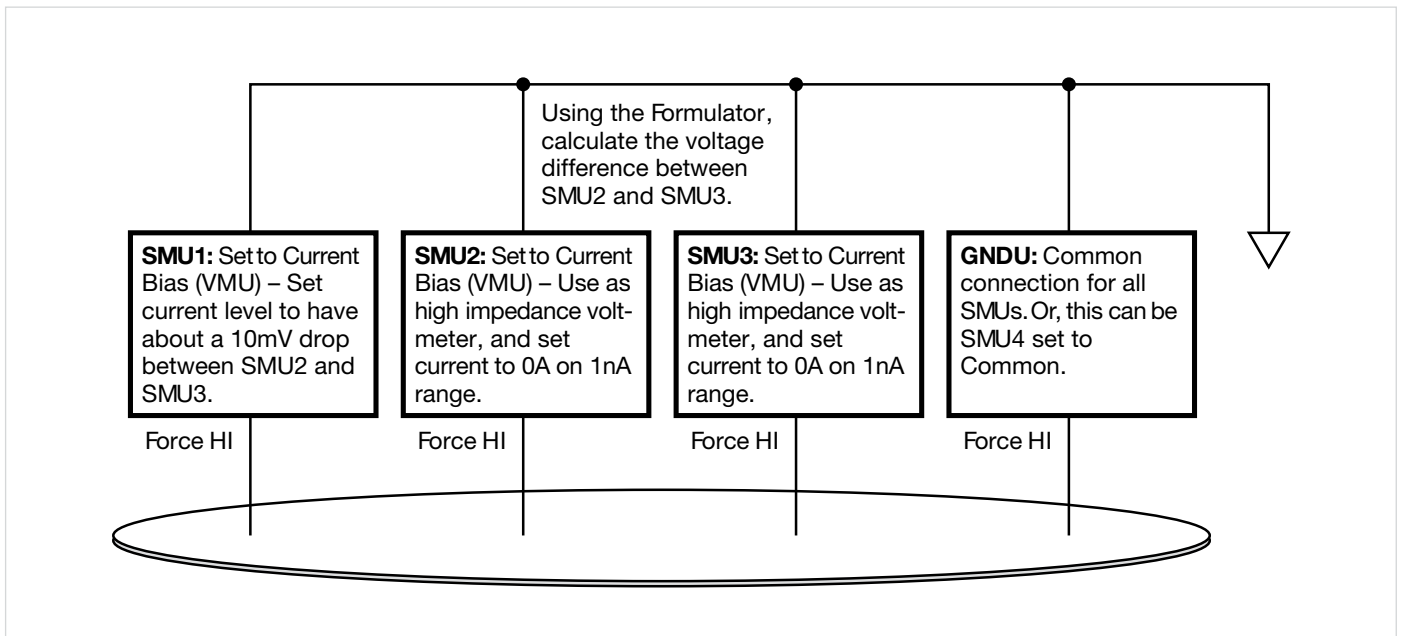 Using the Formulator,
calculate the voltage
difference between
SMU2 and SMU3.
SMU1: Set to Current
Bias (VMU) – Set
current level to have
about a 10mV drop
between SMU2 and
SMU3.
SMU2: Set to Current
Bias (VMU) – Use as
high impedance volt-
meter, and set
current to 0A on 1nA
range.
SMU3: Set to Current
Bias (VMU) – Use as
high impedance volt-
meter, and set
current to 0A on 1nA
range.
GNDU: Common
connection for all
SMUs. Or, this can be
SMU4 set to
Common.
Force HI
Force HI
Force HI
Force HI